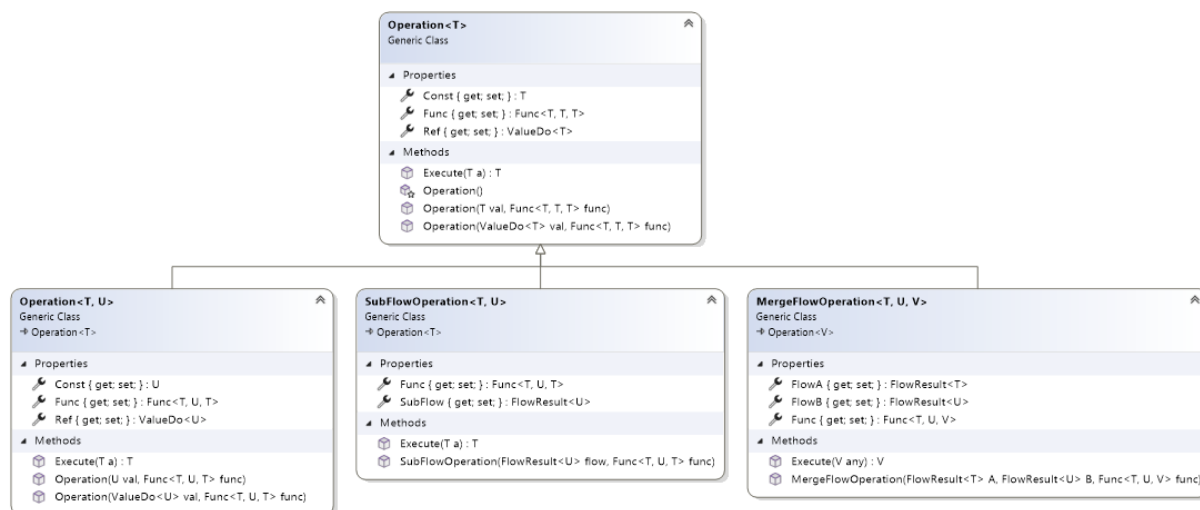 Operation<T>
Generic Class
Properties
Const { get; set; } : T
Func { get; set; } : Func<T, T, T>
Ref { get; set; } : ValueDo<T>
Methods
Execute(T a) : T
Operation()
Operation(T val, Func<T, T, T> func)
Operation(ValueDo<T> val, Func<T, T, T> func)
Operation<T, U>
Generic Class
Operation<T>
Properties
Const { get; set; } : U
Func { get; set; } : Func<T, U, T>
Ref { get; set; } : ValueDo<U>
Methods
Execute(T a) : T
Operation(U val, Func<T, U, T> func)
Operation(ValueDo<U> val, Func<T, U, T> func)
SubFlowOperation<T, U>
Generic Class
Operation<T>
Properties
Func { get; set; } : Func<T, U, T>
SubFlow { get; set; } : FlowResult<U>
Methods
Execute(T a) : T
SubFlowOperation(FlowResult<U> flow, Func<T, U, T> func)
MergeFlowOperation<T, U, V>
Generic Class
Operation<V>
Properties
FlowA { get; set; } : FlowResult<T>
FlowB { get; set; } : FlowResult<U>
Func { get; set; } : Func<T, U, V>
Methods
Execute(V any) : V
MergeFlowOperation(FlowResult<T> A, FlowResult<U> B, Func<T, U, V> func)